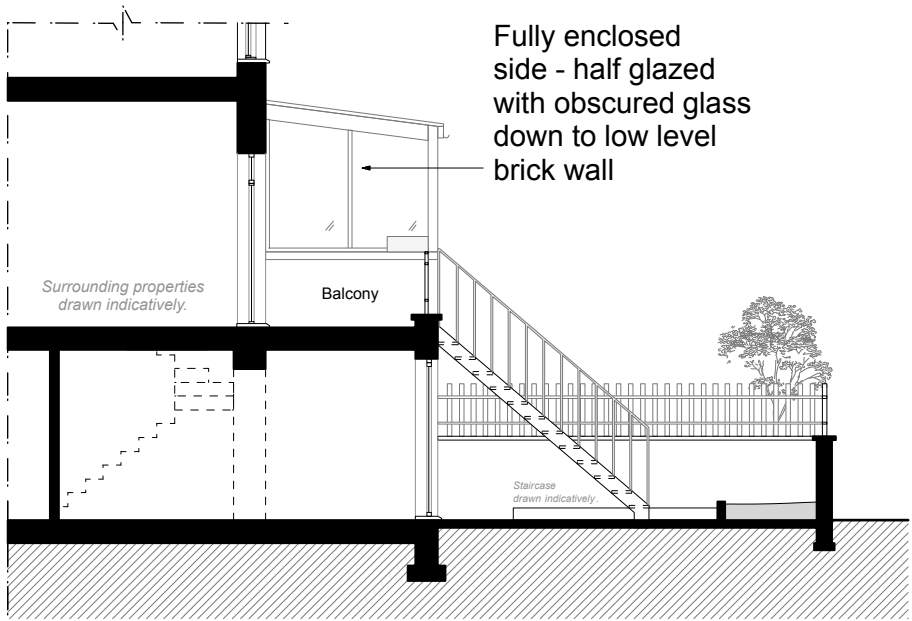 Fully enclosed
side - half glazed
with obscured glass
down to low level
brick wall
Surrounding properties
drawn indicatively.
Balcony
Staircase
drawn indicatively.